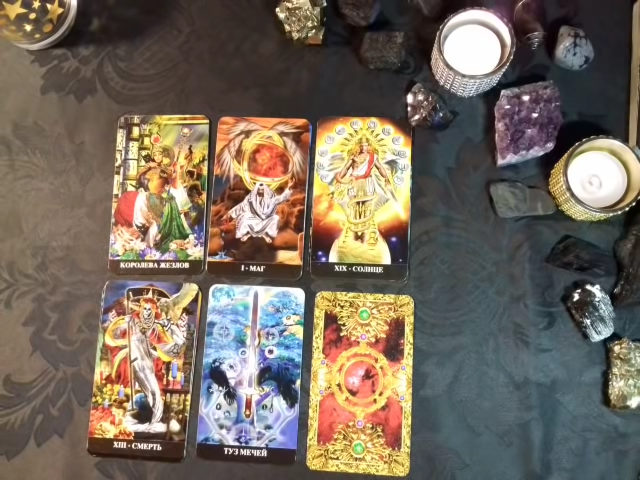 КОРОЛЕВА ЖЕЗЛОВ
I - МАГ
XIX - СОЛНЦЕ
XIII - СМЕРТЬ
ТУЗ МЕЧЕЙ